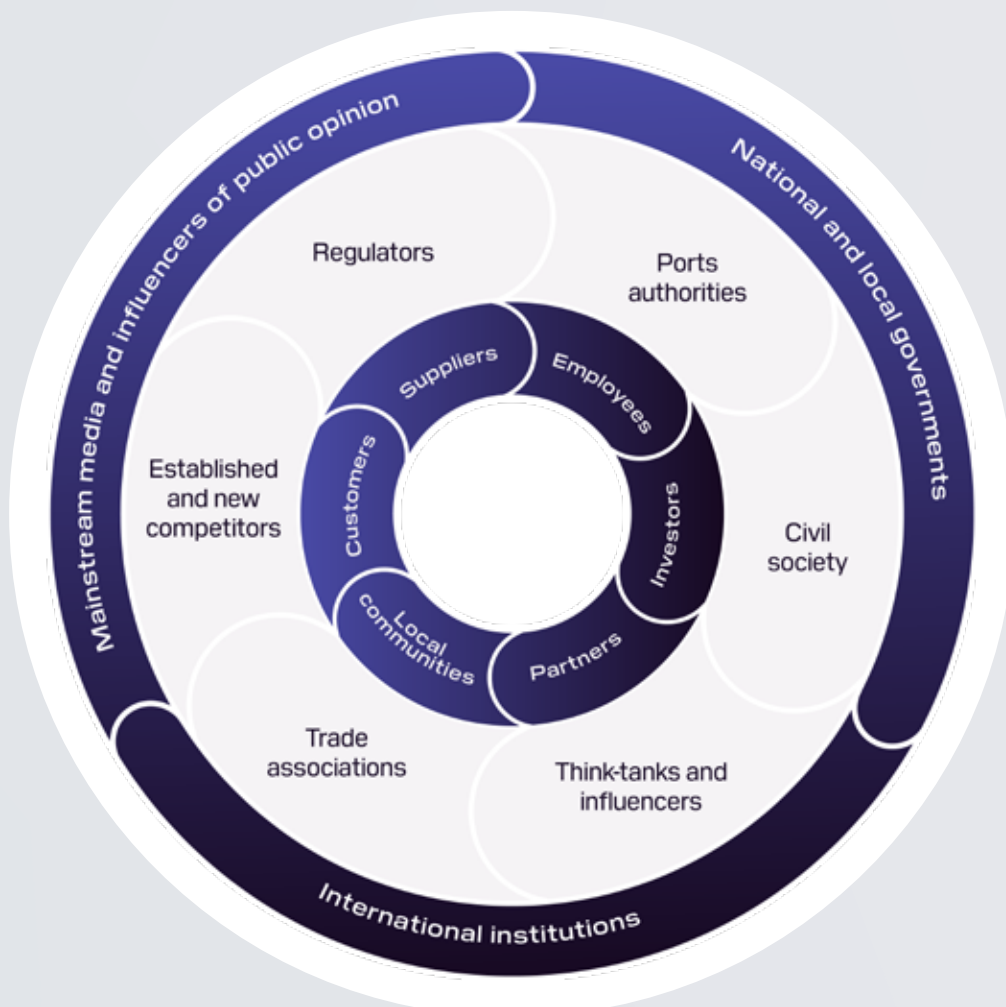 Mainstream media and influencers of public opinion
National and local governments
International institutions
Regulators
Ports
authorities
Established
and new
competitors
Civil
society
Trade
associations
Think-tanks and
influencers
Suppliers
Employees
Customers
Investors
Local
communities
Partners